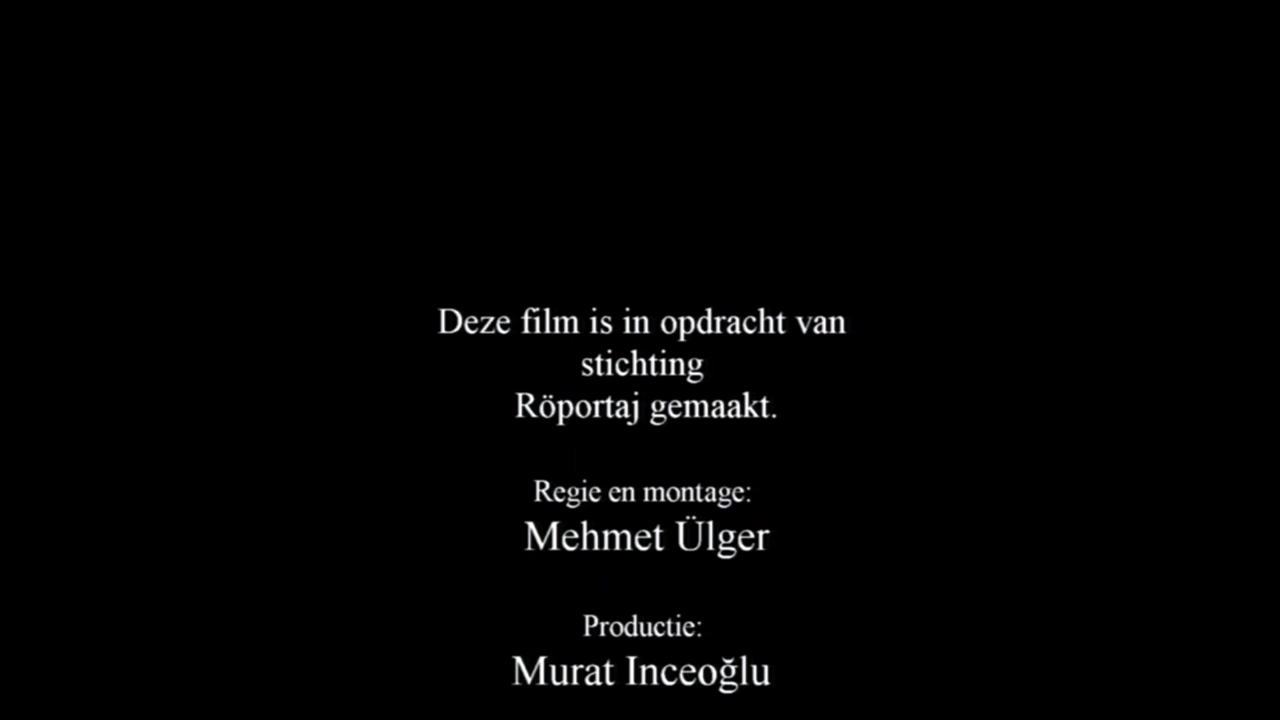 Deze film is in opdracht van
stichting
Röportaj gemaakt.
Regie en montage:
Mehmet Ülger
Productie:
Murat Inceoğlu